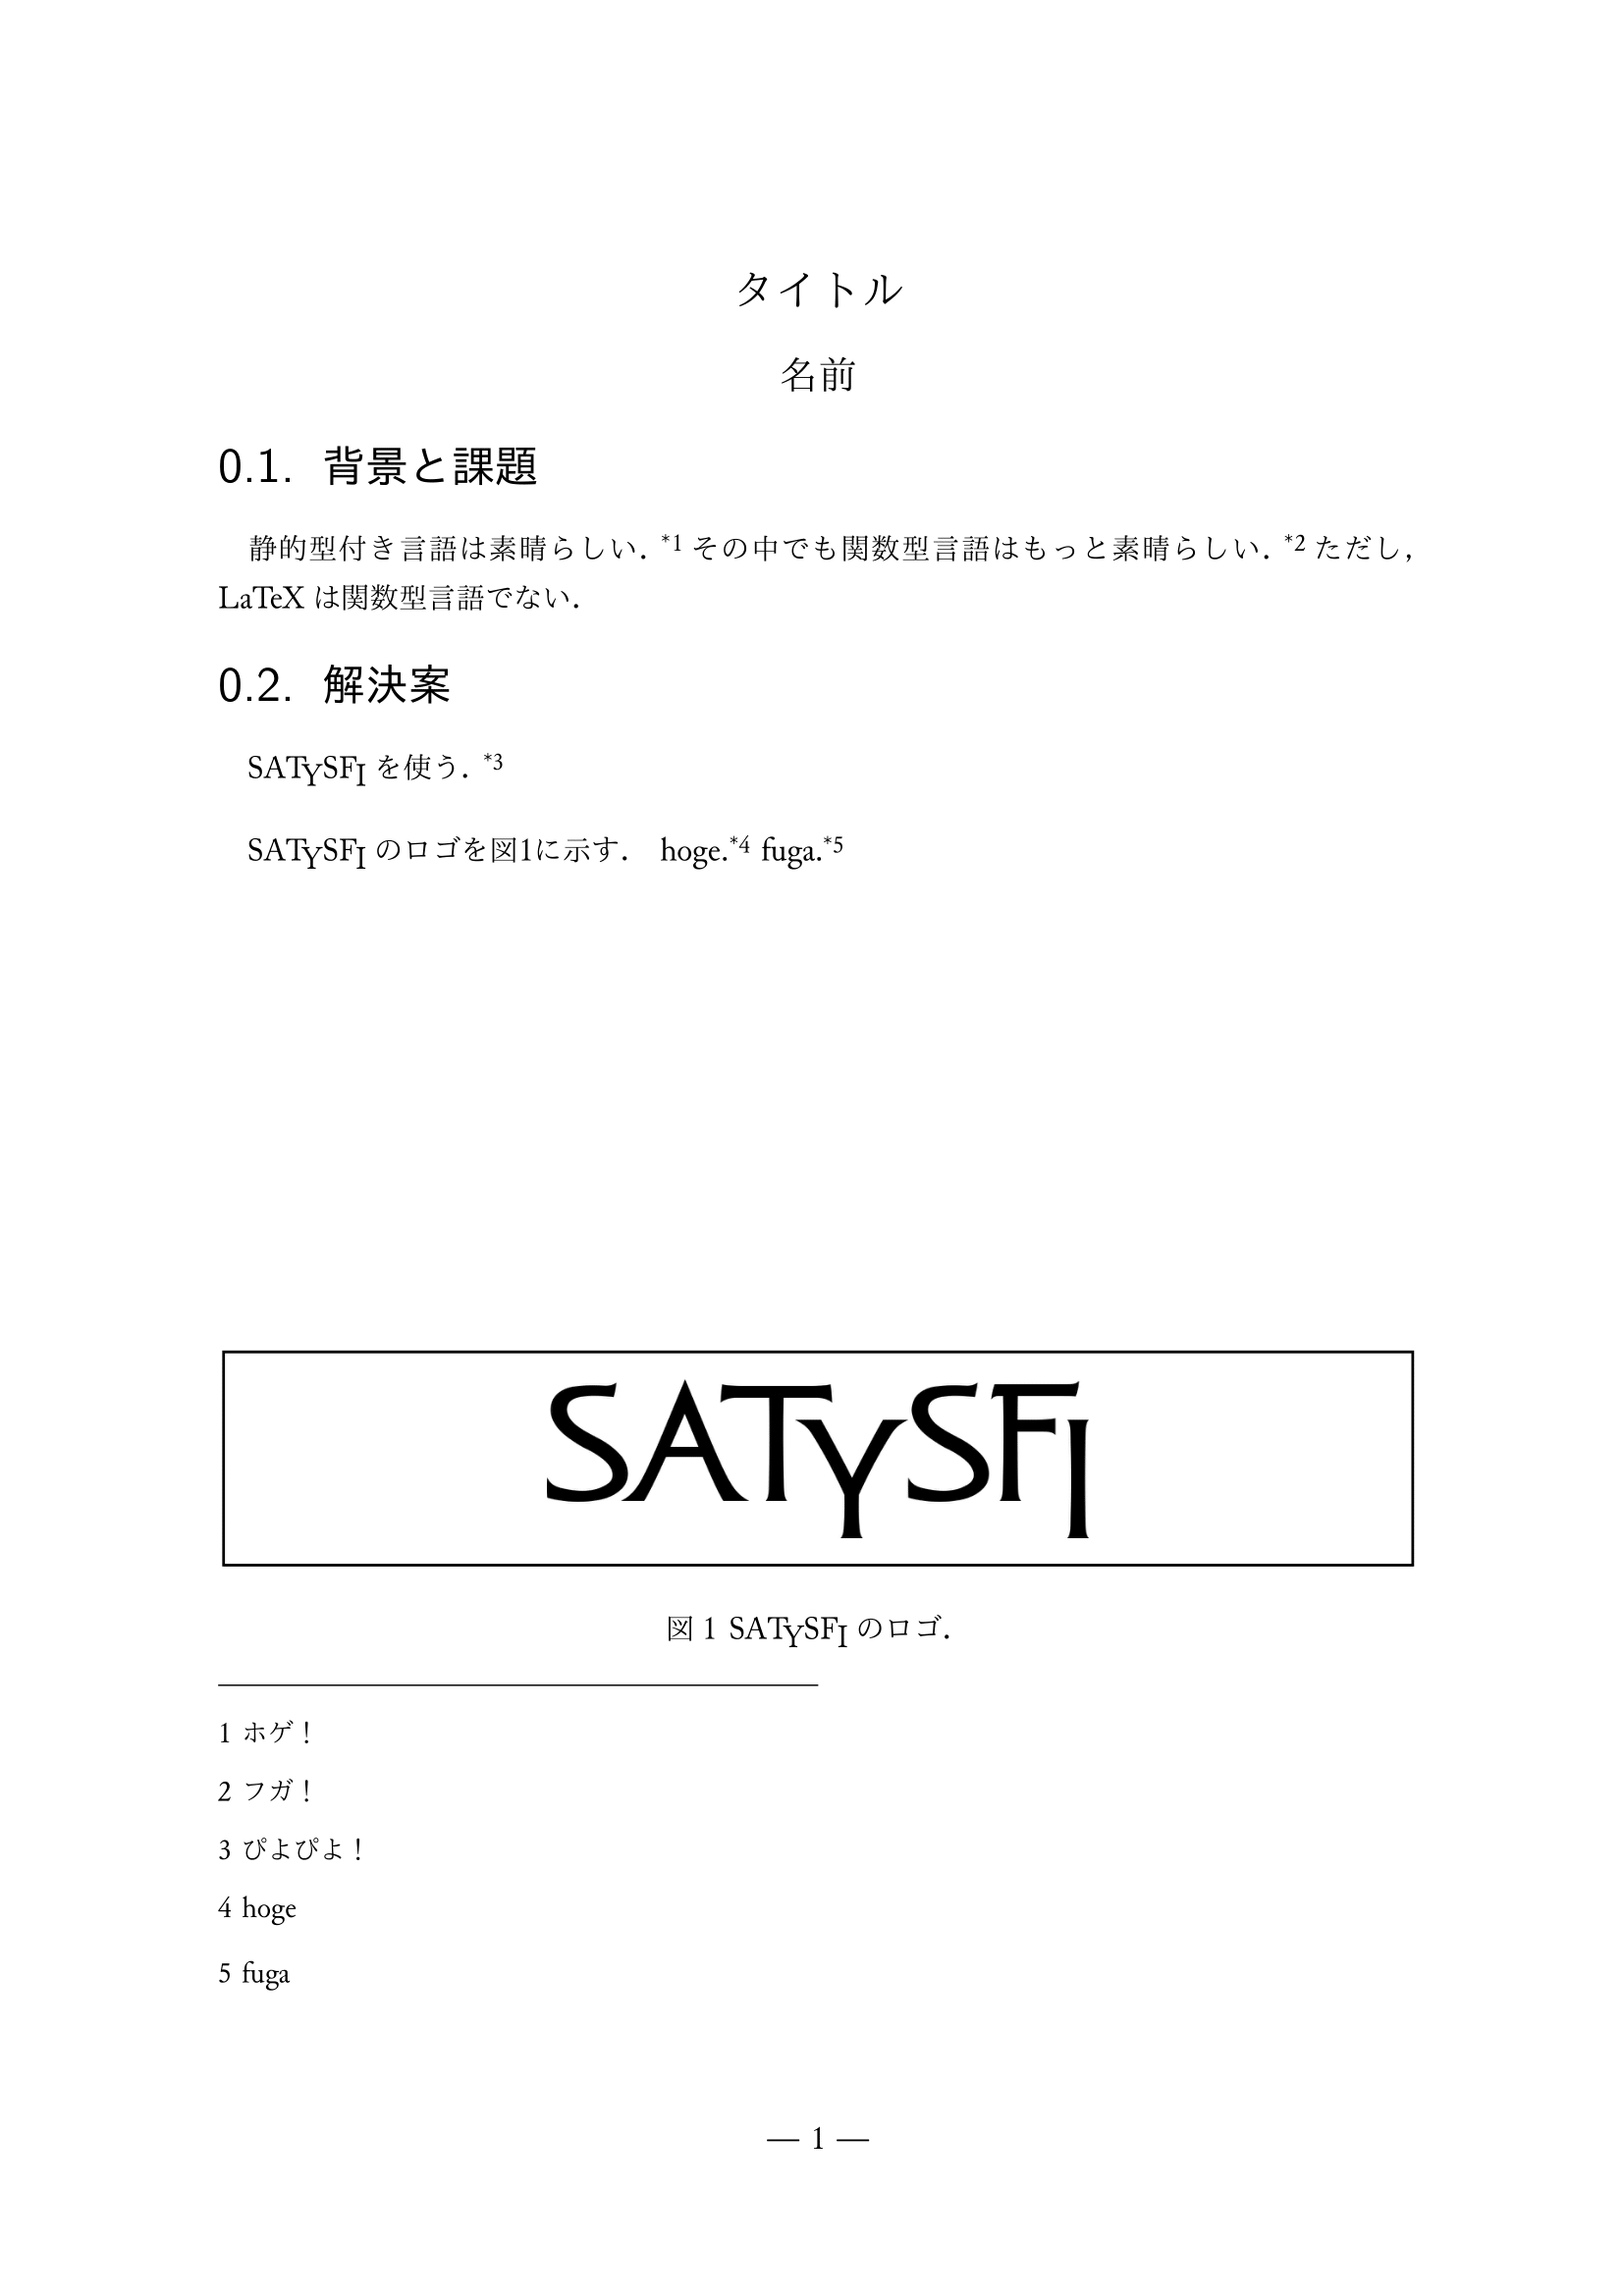 タイトル
名前
0.1. 背景と課題
静的型付き言語は素晴らしい．*1 その中でも関数型言語はもっと素晴らしい．*2 ただし，
LaTeX は関数型言語でない．
0.2. 解決案
SATYSFI を使う．*3
SATYSFI のロゴを図1に示す． hoge.*4 fuga.*5
SATYSFI
図 1 SATYSFI のロゴ．
1 ホゲ！
2 フガ！
3 ぴよぴよ！
4 hoge
5 fuga
— 1 —